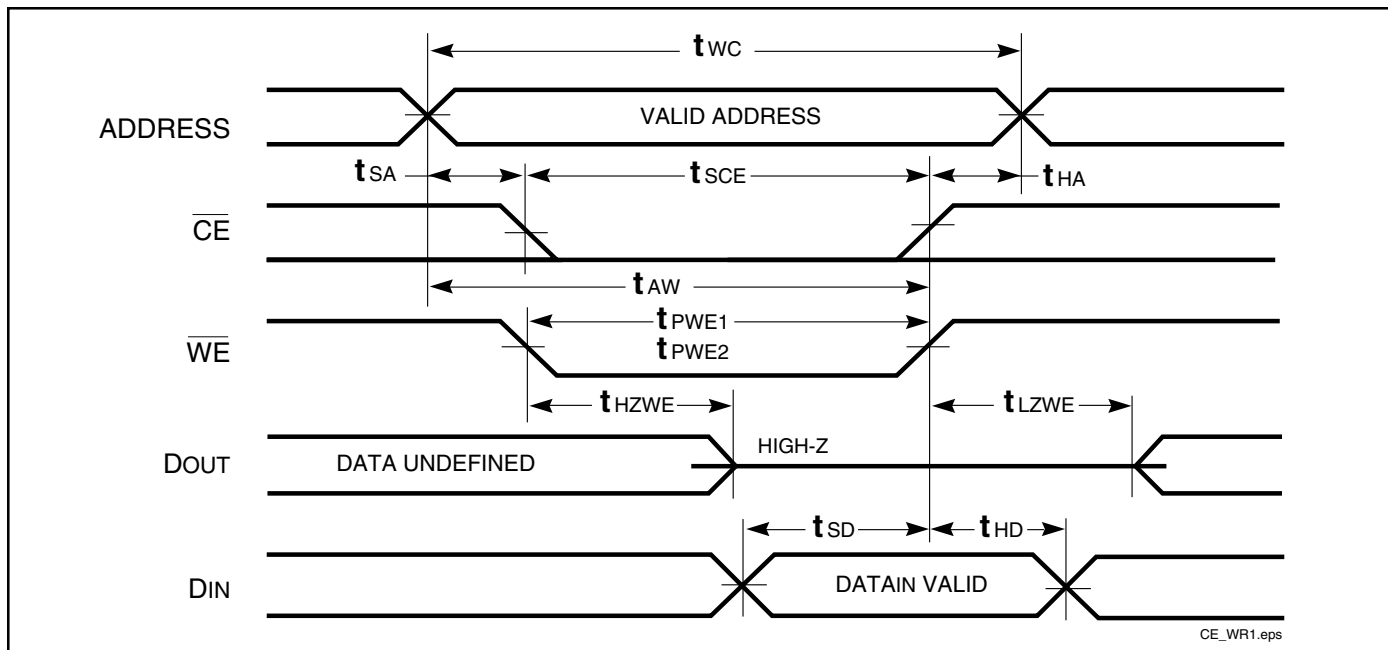 tWC
ADDRESS
VALID ADDRESS
tSA
tSCE
tHA
CE
tAW
tPWE1
WE
tPWE2
tHZWE
tLZWE
DOUT
DATA UNDEFINED
HIGH-Z
tSD
tHD
DIN
DATAIN VALID
CE_WR1.eps